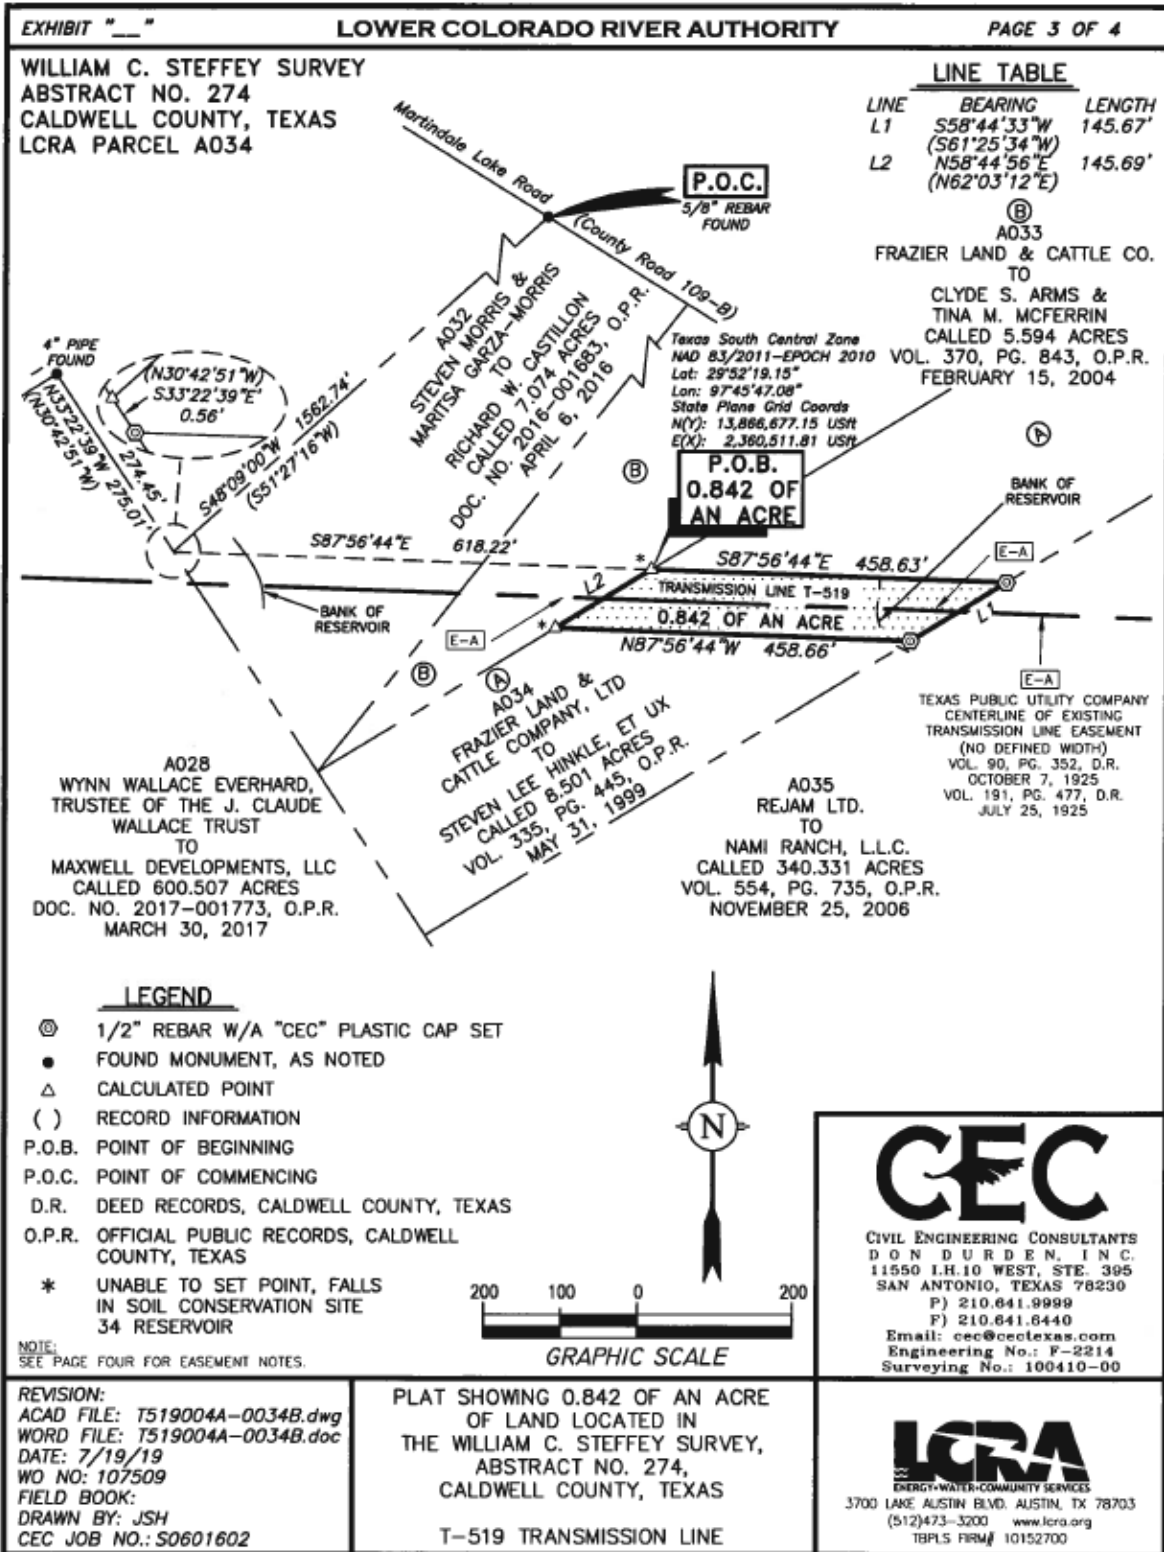 EXHIBIT "__"
LOWER COLORADO RIVER AUTHORITY
PAGE 3 OF 4
WILLIAM C. STEFFEY SURVEY
ABSTRACT NO. 274
CALDWELL COUNTY, TEXAS
LCRA PARCEL A034
LINE TABLE
LINE BEARING LENGTH
L1 S58°44'33"W 145.67'
(S61°25'34"W)
L2 N58°44'56"E 145.69'
(N62°03'12"E)
Martindale Lake Road
(County Road 109-B)
P.O.C.
5/8" REBAR
FOUND
B
A033
FRAZIER LAND & CATTLE CO.
TO
CLYDE S. ARMS &
TINA M. MCFERRIN
CALLED 5.594 ACRES
VOL. 370, PG. 843, O.P.R.
FEBRUARY 15, 2004
4" PIPE
FOUND
(N30°42'51"W)
S33°22'39"E'
0.56'
N33°22'39"W 275.01'
(N30°42'51"W)
274.45'
S48°09'00"W 1562.74'
(S51°27'16"W)
A032
STEVEN MORRIS &
MARITSA GARZA-MORRIS
TO
RICHARD W. CASTILLON
CALLED 7.074 ACRES
DOC. NO. 2016-001683, O.P.R.
APRIL 6, 2016
Texas South Central Zone
NAD 83/2011-EPOCH 2010
Lat: 29°52'19.15"
Lon: 97°45'47.08"
State Plane Grid Coords
N(Y): 13,866,677.15 USft
E(X): 2,360,511.81 USft
B
P.O.B.
0.842 OF
AN ACRE
A
BANK OF
RESERVOIR
S87°56'44"E 618.22'
*
S87°56'44"E 458.63'
E-A
L2
TRANSMISSION LINE T-519
0.842 OF AN ACRE
L1
BANK OF
RESERVOIR
E-A
*
N87°56'44"W 458.66'
B
A
E-A
TEXAS PUBLIC UTILITY COMPANY
CENTERLINE OF EXISTING
TRANSMISSION LINE EASEMENT
(NO DEFINED WIDTH)
VOL. 90, PG. 352, D.R.
OCTOBER 7, 1925
VOL. 191, PG. 477, D.R.
JULY 25, 1925
A034
FRAZIER LAND &
CATTLE COMPANY, LTD
TO
STEVEN LEE HINKLE, ET UX
CALLED 8.501 ACRES
VOL. 335, PG. 445, O.P.R.
MAY 31, 1999
A028
WYNN WALLACE EVERHARD,
TRUSTEE OF THE J. CLAUDE
WALLACE TRUST
TO
MAXWELL DEVELOPMENTS, LLC
CALLED 600.507 ACRES
DOC. NO. 2017-001773, O.P.R.
MARCH 30, 2017
A035
REJAM LTD.
TO
NAMI RANCH, L.L.C.
CALLED 340.331 ACRES
VOL. 554, PG. 735, O.P.R.
NOVEMBER 25, 2006
LEGEND
1/2" REBAR W/A "CEC" PLASTIC CAP SET
FOUND MONUMENT, AS NOTED
CALCULATED POINT
( ) RECORD INFORMATION
P.O.B. POINT OF BEGINNING
P.O.C. POINT OF COMMENCING
D.R. DEED RECORDS, CALDWELL COUNTY, TEXAS
O.P.R. OFFICIAL PUBLIC RECORDS, CALDWELL
COUNTY, TEXAS
* UNABLE TO SET POINT, FALLS
IN SOIL CONSERVATION SITE
34 RESERVOIR
NOTE:
SEE PAGE FOUR FOR EASEMENT NOTES.
N
200 100 0 200
GRAPHIC SCALE
CEC
CIVIL ENGINEERING CONSULTANTS
DON DURDEN, INC.
11550 I.H.10 WEST, STE. 395
SAN ANTONIO, TEXAS 78230
P) 210.641.9999
F) 210.641.6440
Email: cec@cectexas.com
Engineering No.: F-2214
Surveying No.: 100410-00
REVISION:
ACAD FILE: T519004A-0034B.dwg
WORD FILE: T519004A-0034B.doc
DATE: 7/19/19
WO NO: 107509
FIELD BOOK:
DRAWN BY: JSH
CEC JOB NO.: S0601602
PLAT SHOWING 0.842 OF AN ACRE
OF LAND LOCATED IN
THE WILLIAM C. STEFFEY SURVEY,
ABSTRACT NO. 274,
CALDWELL COUNTY, TEXAS
T-519 TRANSMISSION LINE
LCRA
ENERGY•WATER•COMMUNITY SERVICES
3700 LAKE AUSTIN BLVD. AUSTIN, TX 78703
(512)473-3200 www.lcra.org
TBPLS FIRM# 10152700